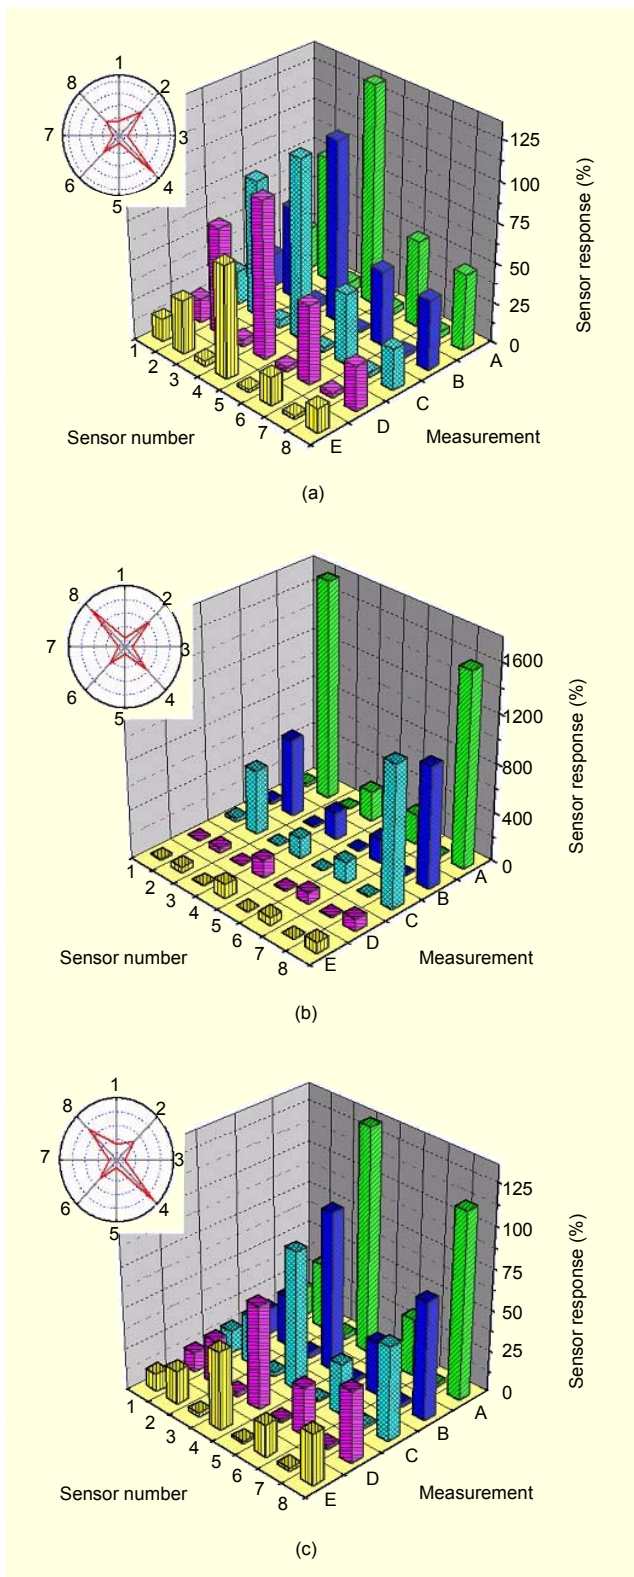 1
2
3
4
5
6
7
8
125
100
75
50
25
0
Sensor response (%)
1
2
3
4
5
6
7
8
E
D
C
B
A
Sensor number
Measurement
(a)
1
2
3
4
5
6
7
8
1600
1200
800
400
0
Sensor response (%)
1
2
3
4
5
6
7
8
E
D
C
B
A
Sensor number
Measurement
(b)
1
2
3
4
5
6
7
8
125
100
75
50
25
0
Sensor response (%)
1
2
3
4
5
6
7
8
E
D
C
B
A
Sensor number
Measurement
(c)